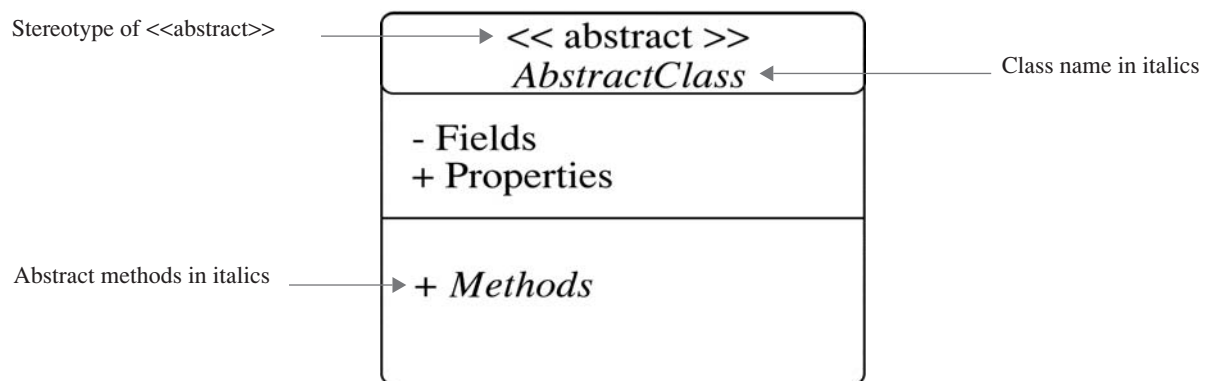 Stereotype of <<abstract>>
<< abstract >>
AbstractClass
Class name in italics
- Fields
+ Properties
Abstract methods in italics
+ Methods